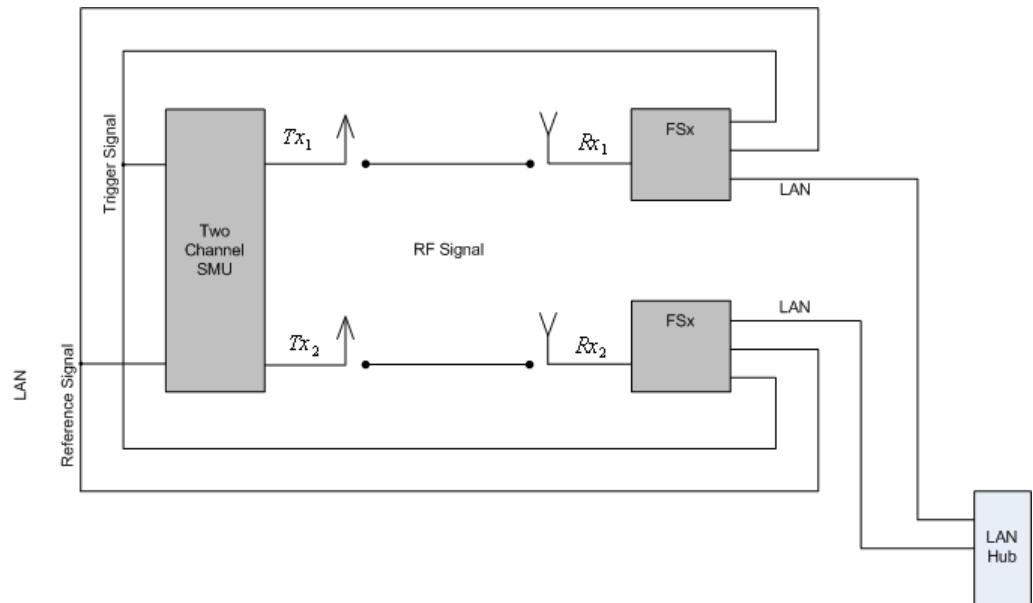 FSx
Tx1
Rx1
Trigger Signal
LAN
Two
Channel
SMU
RF Signal
LAN
FSx
Tx2
Rx2
LAN
Reference Signal
LAN
Hub